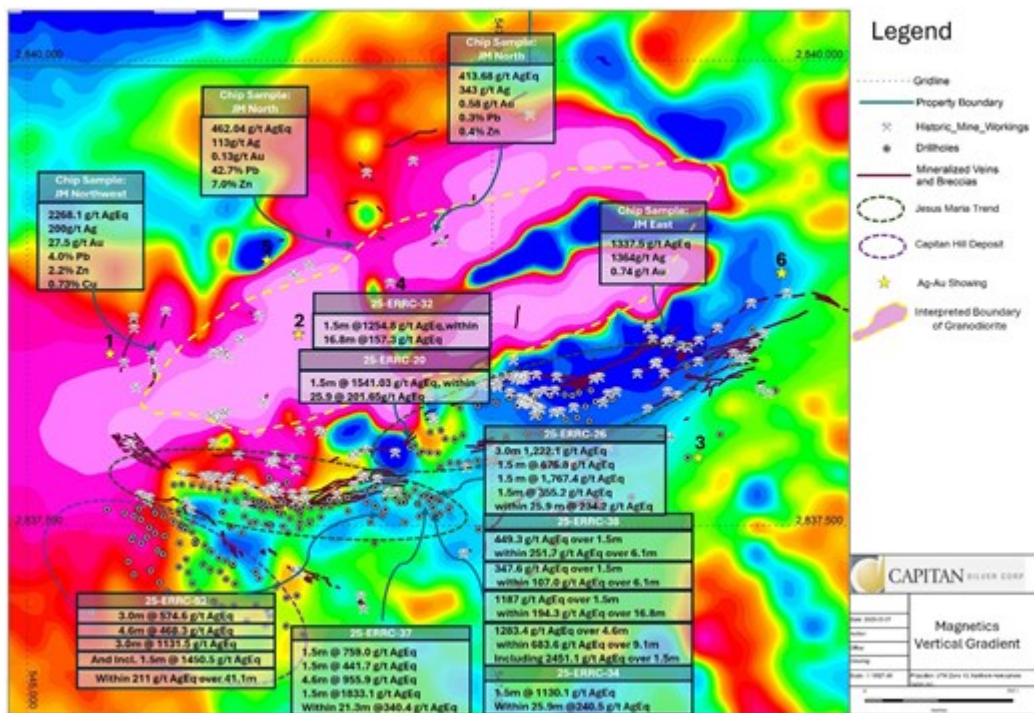 Legend
Gridline
Property Boundary
Historic_Mine_Workings
Drillholes
Mineralized Veins
and Breccias
Jesus Maria Trend
Capitan Hill Deposit
Ag-Au Showing
Interpreted Boundary
of Granodiorite
2,840,000
2,840,000
Chip Sample:
JM North
413.68 g/t AgEq
343 g/t Ag
0.58 g/t Au
0.3% Pb
0.4% Zn
Chip Sample:
JM North
462.04 g/t AgEq
113g/t Ag
0.13g/t Au
42.7% Pb
7.0% Zn
Chip Sample:
JM Northwest
2268.1 g/t AgEq
200g/t Ag
27.5 g/t Au
4.0% Pb
2.2% Zn
0.73% Cu
Chip Sample:
JM East
1337.5 g/t AgEq
1364g/t Ag
0.74 g/t Au
5
6
4
2
1
3
25-ERRC-32
1.5m @1254.8 g/t AgEq, within
16.8m @157.3 g/t AgEq
25-ERRC-20
1.5m @ 1541.03 g/t AgEq, within
25.9 @ 201.65g/t AgEq
25-ERRC-26
3.0m 1,222.1 g/t AgEq
1.5 m @ 676.8 g/t AgEq
1.5 m @ 1,767.4 g/t AgEq
1.5m @ 355.2 g/t AgEq
within 25.9 m @ 234.2 g/t AgEq
2,837,500
2,837,500
449.3 g/t AgEq over 1.5m
within 251.7 g/t AgEq over 6.1m
347.6 g/t AgEq over 1.5m
within 107.0 g/t AgEq over 6.1m
1187 g/t AgEq over 1.5m
within 194.3 g/t AgEq over 16.8m
1283.4 g/t AgEq over 4.6m
within 683.6 g/t AgEq over 9.1m
Including 2451.1 g/t AgEq over 1.5m
25-ERRC-34
1.5m @ 1130.1 g/t AgEq
Within 25.9m @240.5 g/t AgEq
3.0m @ 574.6 g/t AgEq
4.6m @ 468.3 g/t AgEq
3.0m @ 1131.5 g/t AgEq
And Incl. 1.5m @ 1450.5 g/t AgEq
Within 211 g/t AgEq over 41.1m
25-ERRC-37
1.5m @ 759.0 g/t AgEq
1.5m @ 441.7 g/t AgEq
4.6m @ 955.9 g/t AgEq
1.5m @1833.1 g/t AgEq
Within 21.3m @340.4 g/t AgEq
545,000
CAPITAN SILVER CORP
Magnetics
Vertical Gradient